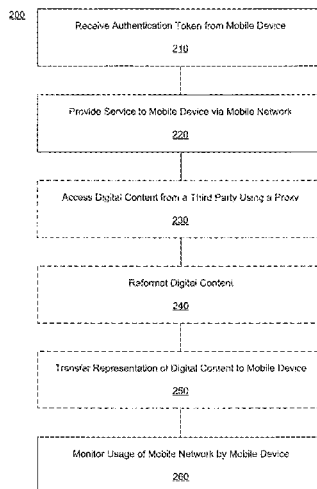 200
Receive Authentication Token from Mobile Device
210
Provide Service to Mobile Device via Mobile Network
220
Access Digital Content from a Third Party Using a Proxy
230
Reformat Digital Content
240
Transfer Representation of Digital Content to Mobile Device
250
Monitor Usage of Mobile Network by Mobile Device
260